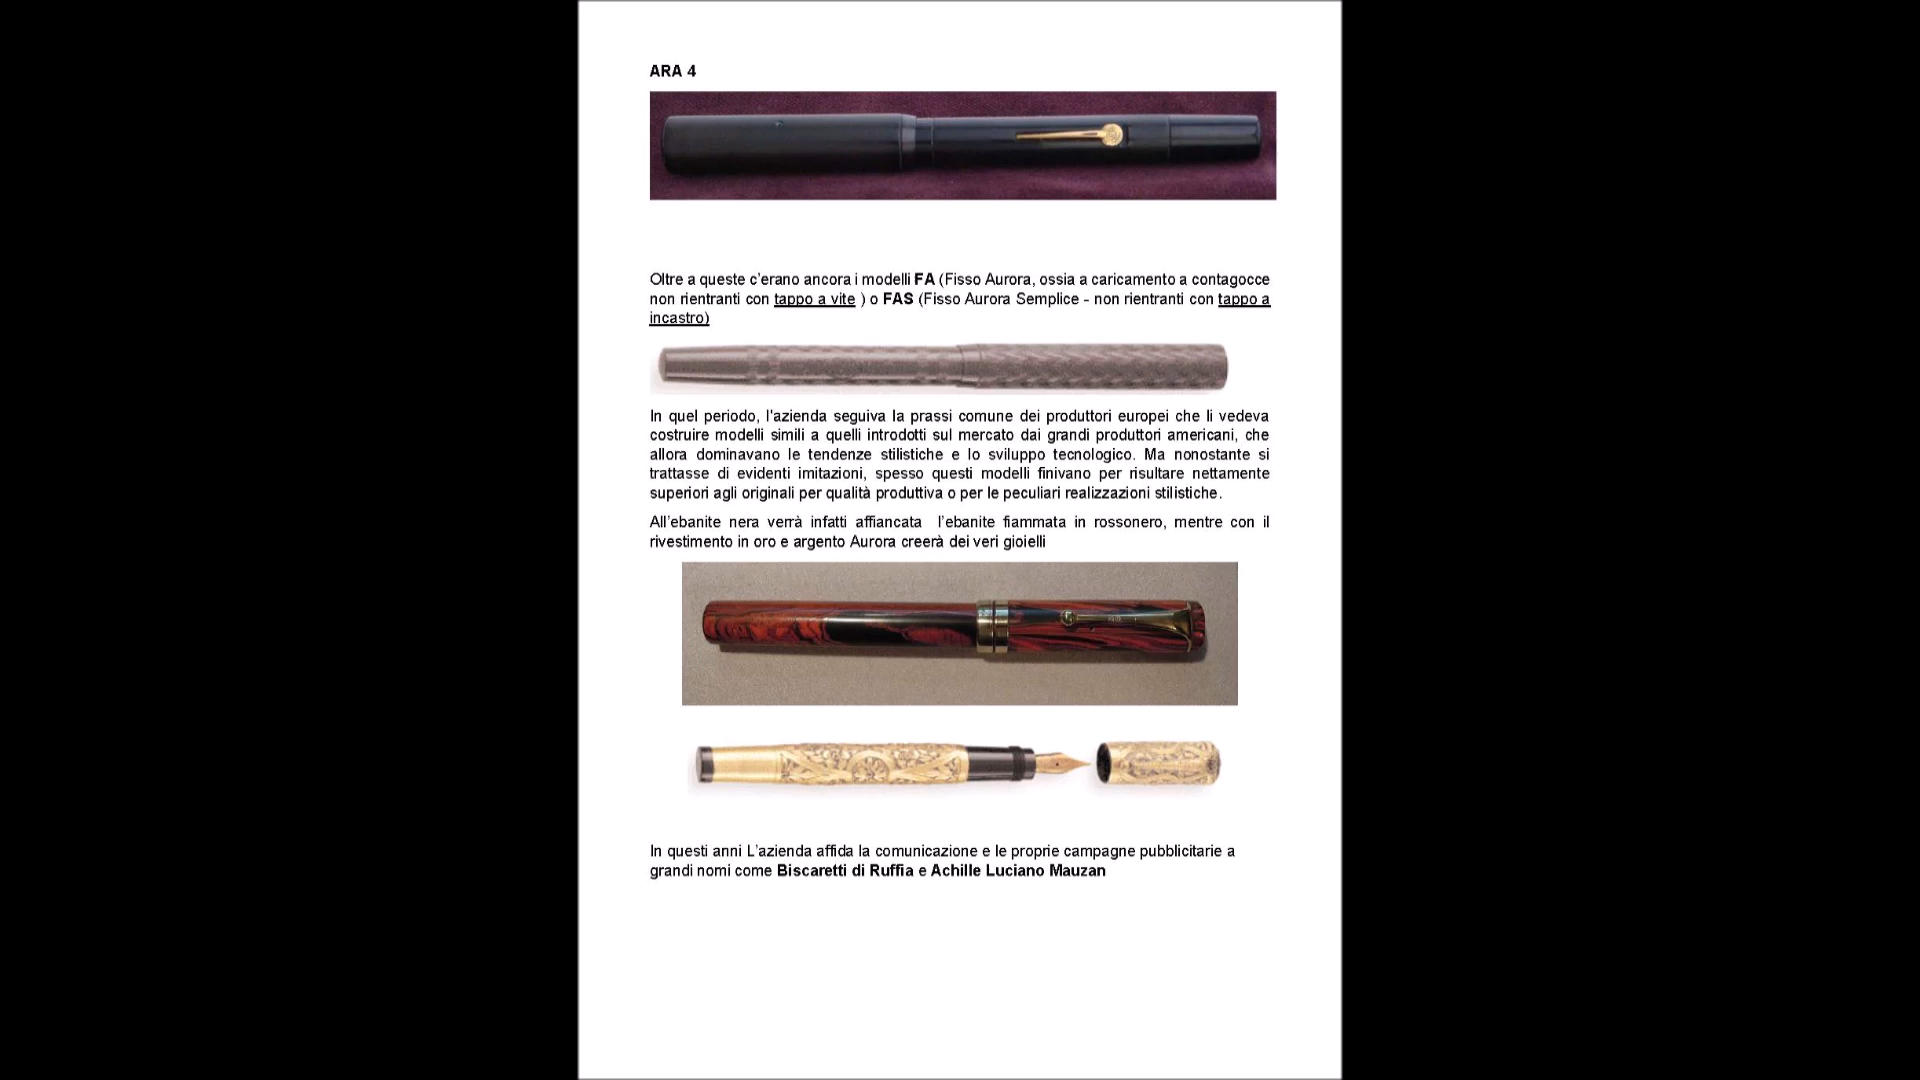 ARA 4
Oltre a queste c'erano ancora i modelli FA (Fisso Aurora, ossia a caricamento a contagocce
non rientranti con tappo a vite ) o FAS (Fisso Aurora Semplice - non rientranti con tappo a
incastro)
In quel periodo, l'azienda seguiva la prassi comune dei produttori europei che li vedeva
costruire modelli simili a quelli introdotti sul mercato dai grandi produttori americani, che
allora dominavano le tendenze stilistiche e lo sviluppo tecnologico. Ma nonostante si
trattasse di evidenti imitazioni, spesso questi modelli finivano per risultare nettamente
superiori agli originali per qualità produttiva o per le peculiari realizzazioni stilistiche.
All'ebanite nera verrà infatti affiancata l'ebanite fiammata in rossonero, mentre con il
rivestimento in oro e argento Aurora creerà dei veri gioielli
In questi anni L'azienda affida la comunicazione e le proprie campagne pubblicitarie a
grandi nomi come Biscaretti di Ruffia e Achille Luciano Mauzan